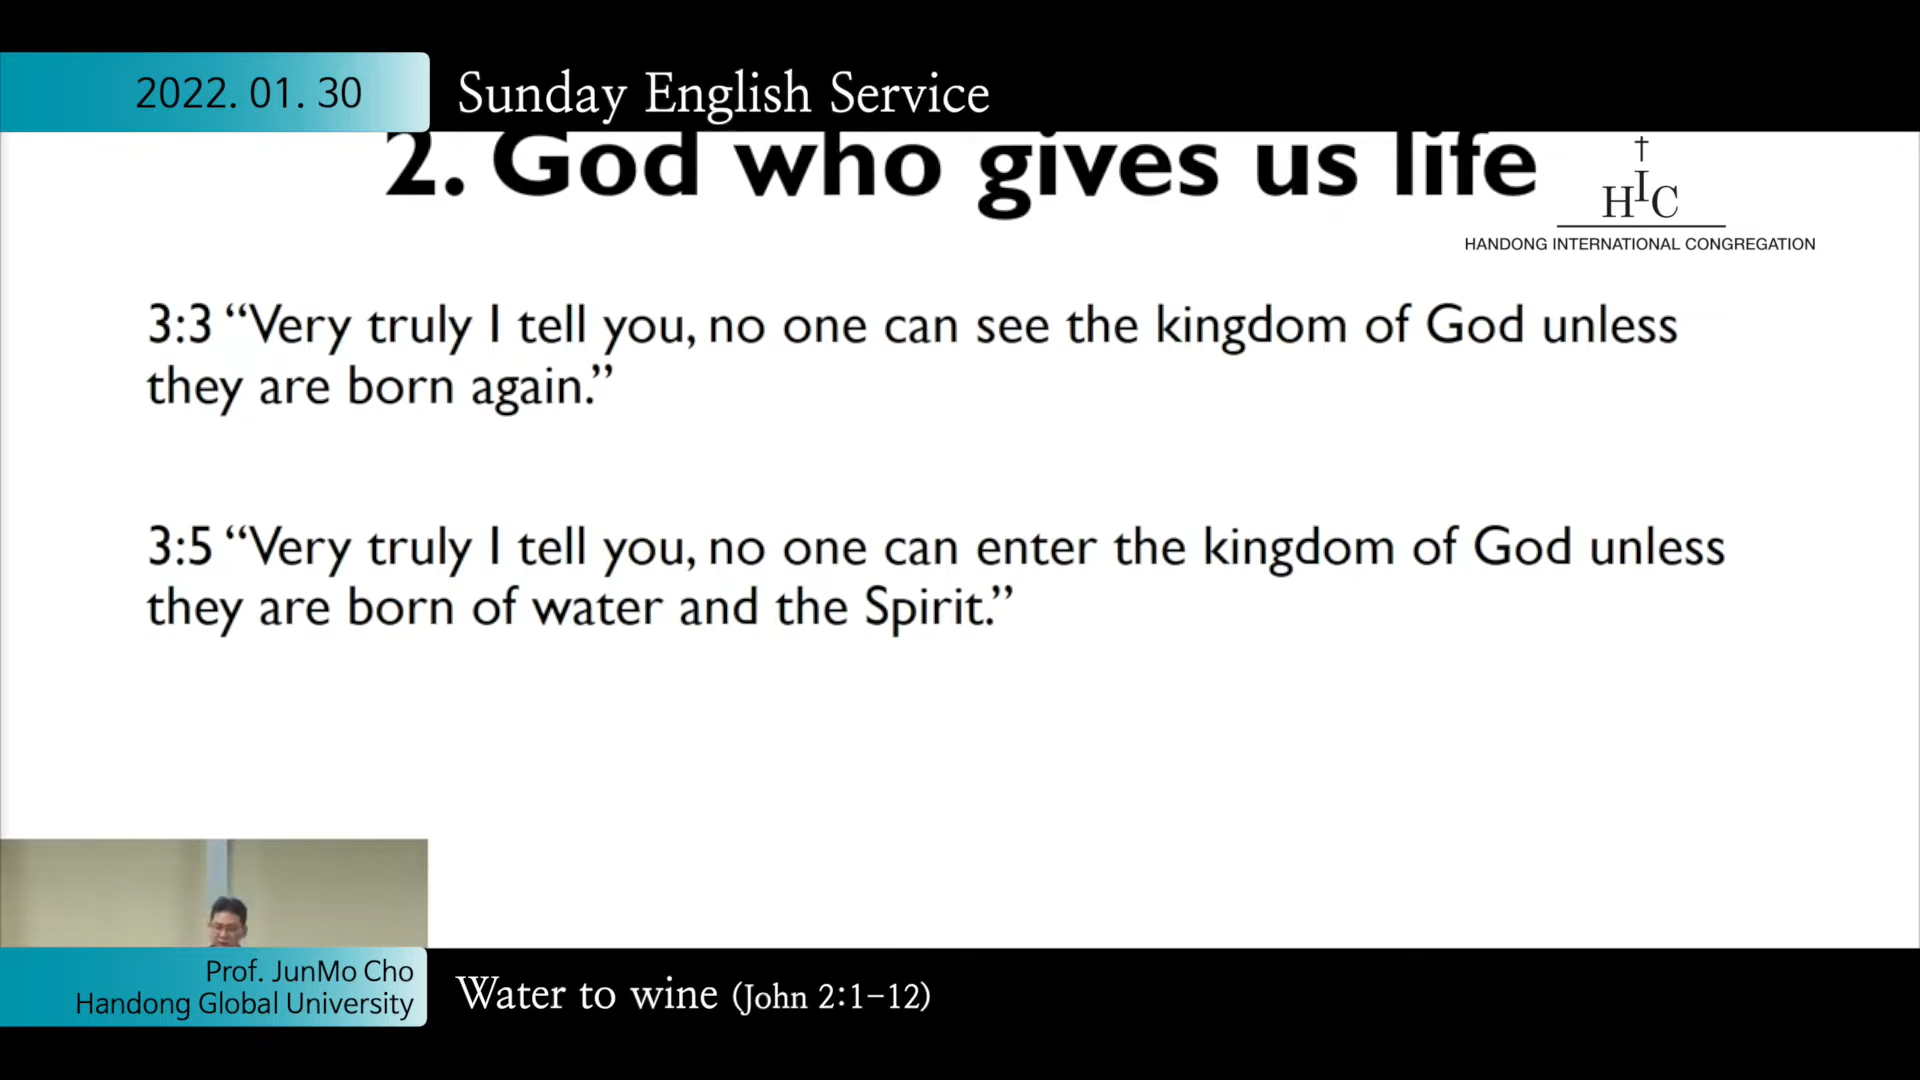 2022. 01. 30
Sunday English Service
2. God who gives us life
†
HIC
HANDONG INTERNATIONAL CONGREGATION
3:3 “Very truly I tell you, no one can see the kingdom of God unless
they are born again.”
3:5 “Very truly I tell you, no one can enter the kingdom of God unless
they are born of water and the Spirit.”
Prof. JunMo Cho
Handong Global University
Water to wine (John 2:1–12)